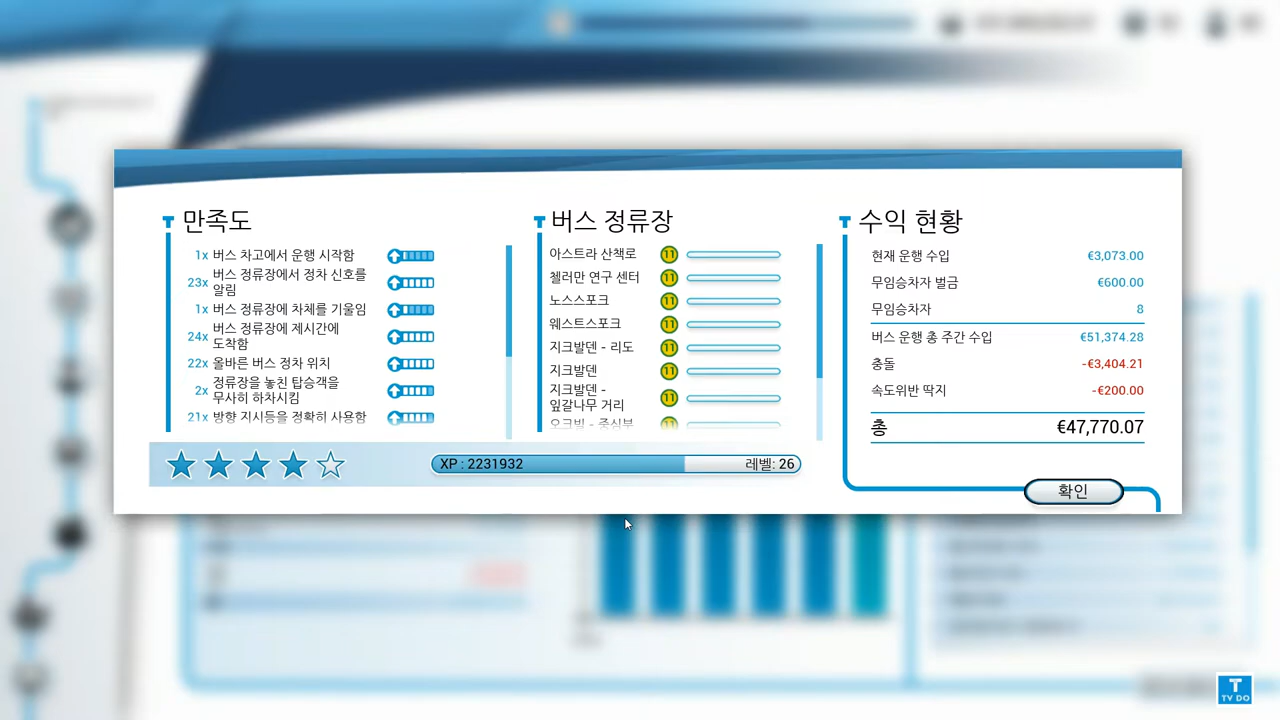 만족도
1x 버스 차고에서 운행 시작함
23x 버스 정류장에서 정차 신호를
알림
1x 버스 정류장에 차체를 기울임
24x 버스 정류장에 제시간에
도착함
22x 올바른 버스 정차 위치
2x 정류장을 놓친 탑승객을
무사히 하차시킴
21x 방향 지시등을 정확히 사용함
버스 정류장
아스트라 산책로 11
첼러만 연구 센터 11
노스스포크 11
웨스트스포크 11
지크발덴 - 리도 11
지크발덴 11
지크발덴 -
잎갈나무 거리 11
수익 현황
현재 운행 수입 €3,073.00
무임승차자 벌금 €600.00
무임승차자 8
버스 운행 총 주간 수입 €51,374.28
충돌 -€3,404.21
속도위반 딱지 -€200.00
총 €47,770.07
XP : 2231932 레벨: 26
확인
T
TV DO